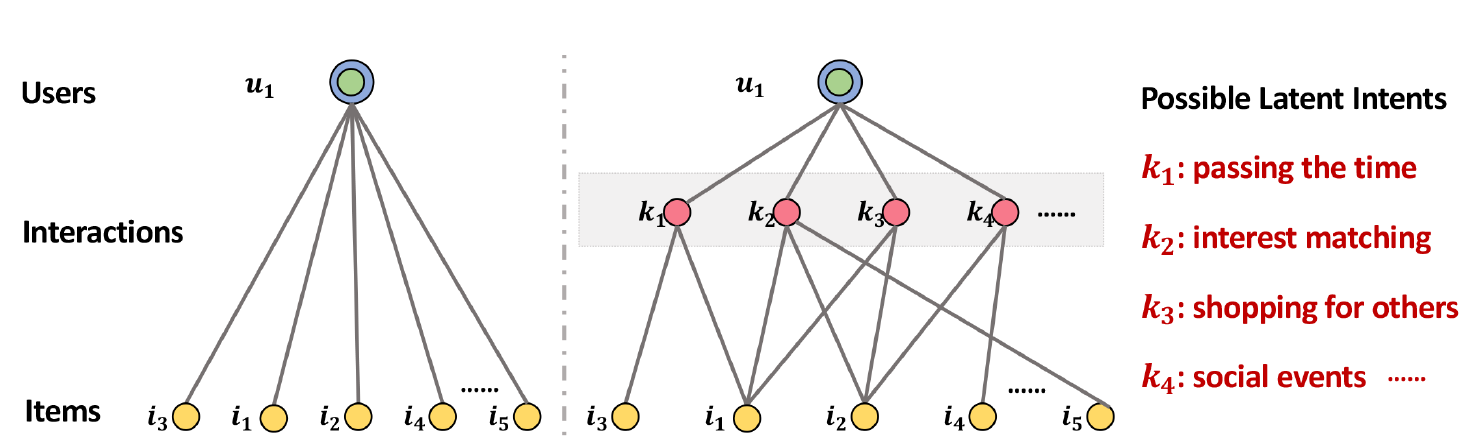 Users
u₁
u₁
Possible Latent Intents
k₁: passing the time
Interactions
k₁
k₂
k₃
k₄
......
k₂: interest matching
k₃: shopping for others
k₄: social events ......
Items
i₃
i₁
i₂
i₄
......
i₅
i₃
i₁
i₂
i₄
......
i₅